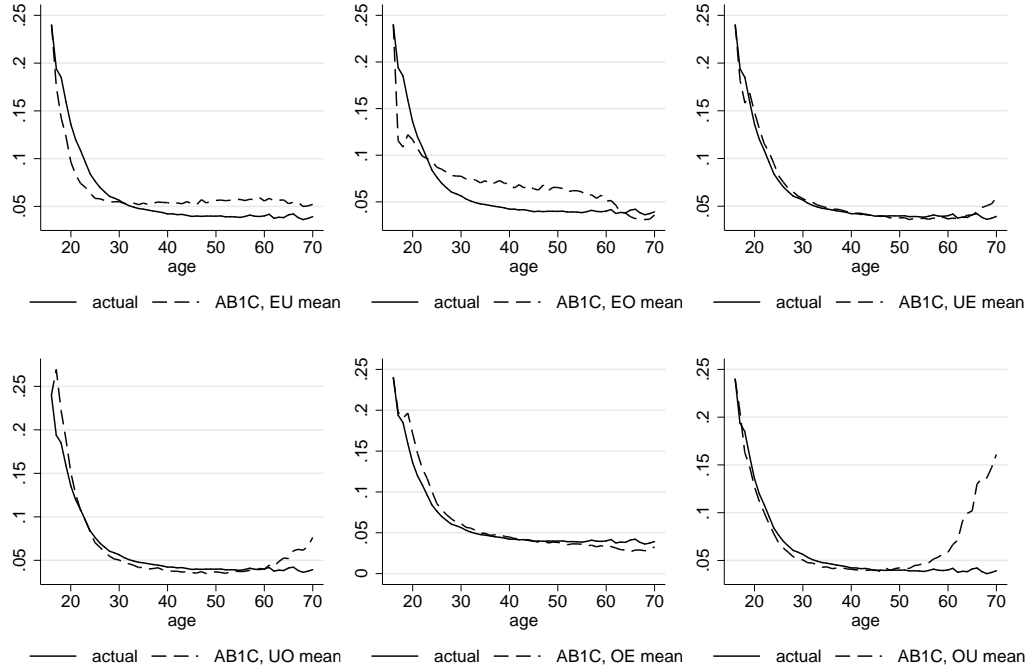 .25
.2
.15
.1
.05
20 30 40 50 60 70
age
actual AB1C, EU mean
.25
.2
.15
.1
.05
20 30 40 50 60 70
age
actual AB1C, EO mean
.25
.2
.15
.1
.05
20 30 40 50 60 70
age
actual AB1C, UE mean
.25
.2
.15
.1
.05
20 30 40 50 60 70
age
actual AB1C, UO mean
.25
.2
.15
.1
.05
0
20 30 40 50 60 70
age
actual AB1C, OE mean
.25
.2
.15
.1
.05
20 30 40 50 60 70
age
actual AB1C, OU mean